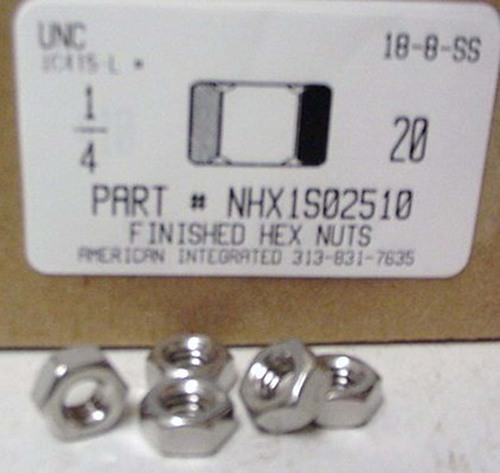 UNC
18-8-SS
1/4
20
PART # NHX1S02510
FINISHED HEX NUTS
AMERICAN INTEGRATED 313-831-7635